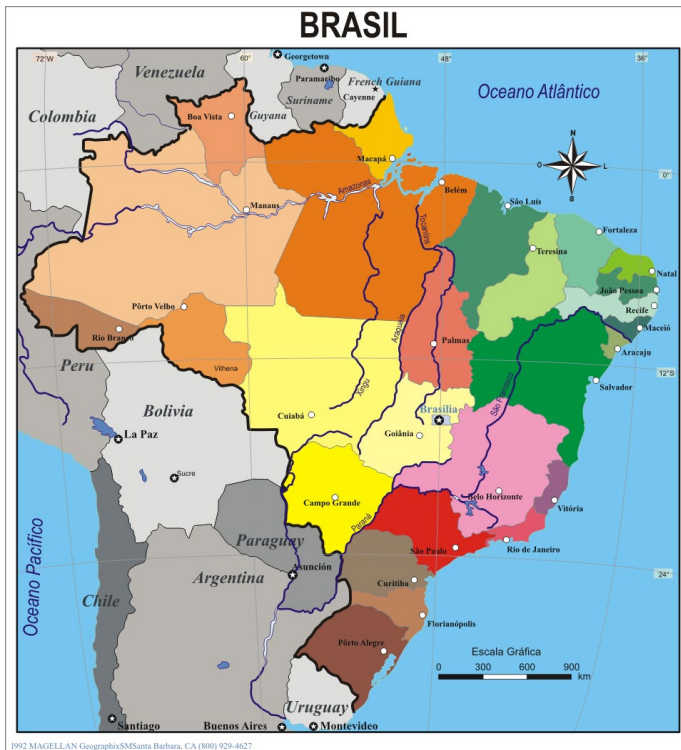 BRASIL
72°W
60°
48°
36°
Georgetown
Venezuela
Paramaribo
French Guiana
Suriname
Cayenne
Oceano Atlântico
Colombia
Boa Vista
Guyana
N
O
L
S
Macapá
0°
Amazonas
Belém
Manaus
São Luís
Tocantins
Fortaleza
Teresina
Natal
João Pessoa
Pôrto Velho
Recife
Rio Branco
Araguaia
Palmas
Maceió
Peru
Vilhena
Aracaju
Xingu
São Francisco
12°S
Salvador
Bolivia
Cuiabá
Brasília
Goiânia
La Paz
Sucre
Campo Grande
Belo Horizonte
Vitória
Paraná
Paraguay
São Paulo
Rio de Janeiro
Oceano Pacífico
Argentina
Asunción
Curitiba
24°
Chile
Florianópolis
Pôrto Alegre
Escala Gráfica
0 300 600 900
km
Uruguay
Santiago
Buenos Aires
Montevideo
1992 MAGELLAN GeographixSMSanta Barbara, CA (800) 929-4627